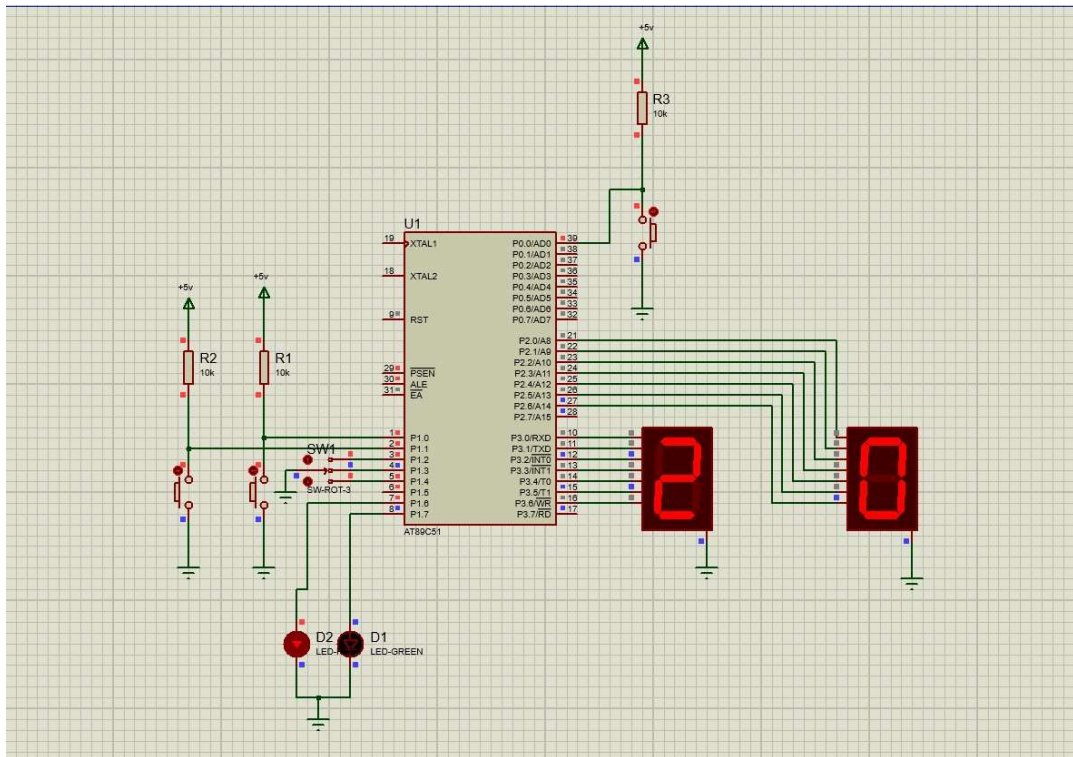 +5v
R3
10k
U1
19 XTAL1
18 XTAL2
9 RST
29 PSEN
30 ALE
31 EA
1 P1.0
2 P1.1
3 P1.2
4 P1.3
5 P1.4
6 P1.5
7 P1.6
8 P1.7
P0.0/AD0 39
P0.1/AD1 38
P0.2/AD2 37
P0.3/AD3 36
P0.4/AD4 35
P0.5/AD5 34
P0.6/AD6 33
P0.7/AD7 32
P2.0/A8 21
P2.1/A9 22
P2.2/A10 23
P2.3/A11 24
P2.4/A12 25
P2.5/A13 26
P2.6/A14 27
P2.7/A15 28
P3.0/RXD 10
P3.1/TXD 11
P3.2/INT0 12
P3.3/INT1 13
P3.4/T0 14
P3.5/T1 15
P3.6/WR 16
P3.7/RD 17
AT89C51
+5v
+5v
R2
10k
R1
10k
SW1
SW-ROT-3
2
0
D2
D1
LED-GREEN